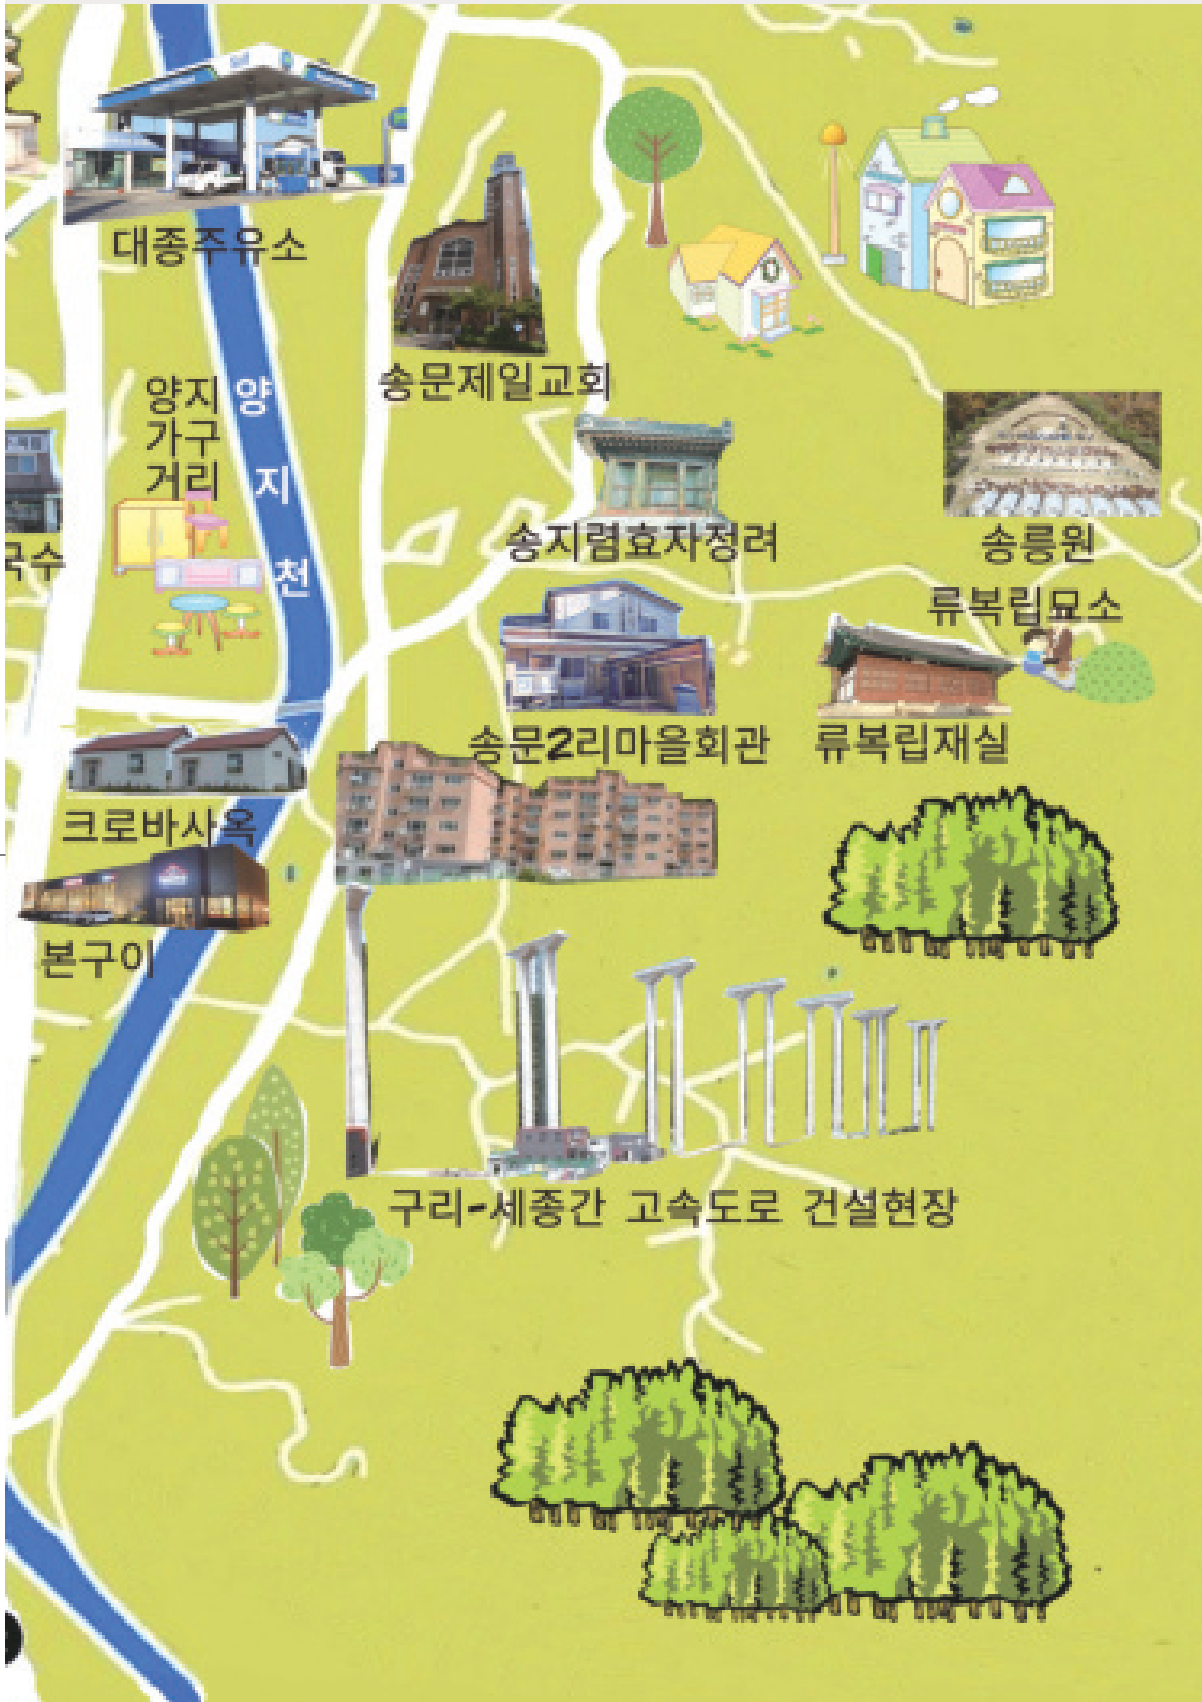 대종주유소
송문제일교회
양지
가구
거리
양
지
천
국수
송지렴효자정려
송릉원
류복립묘소
송문2리마을회관
류복립재실
크로바사옥
본구이
구리-세종간 고속도로 건설현장